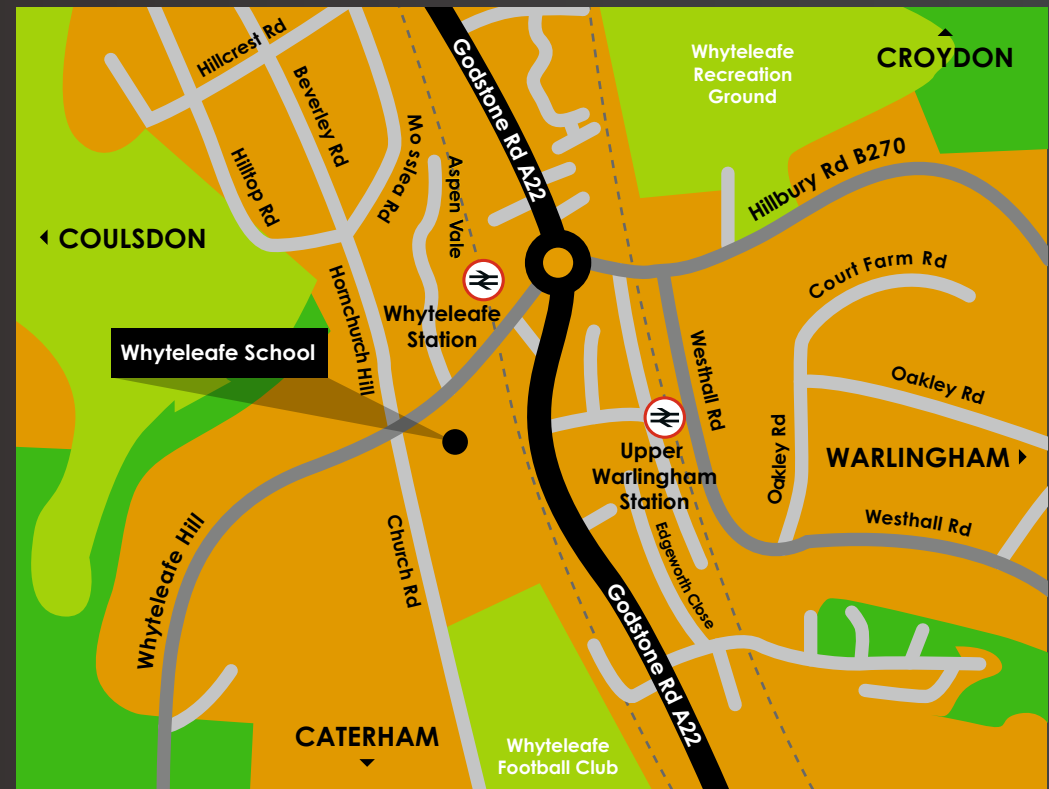 Hillcrest Rd
Beverley Rd
Mosslea Rd
Hilltop Rd
Aspen Vale
Godstone Rd A22
Whyteleafe
Recreation
Ground
CROYDON
Hillbury Rd B270
COULSDON
Hornchurch Hill
Whyteleafe
Station
Whyteleafe School
Court Farm Rd
Westhall Rd
Oakley Rd
Oakley Rd
Upper
Warlingham
Station
WARLINGHAM
Westhall Rd
Whyteleafe Hill
Church Rd
Edgeworth Close
Godstone Rd A22
CATERHAM
Whyteleafe
Football Club